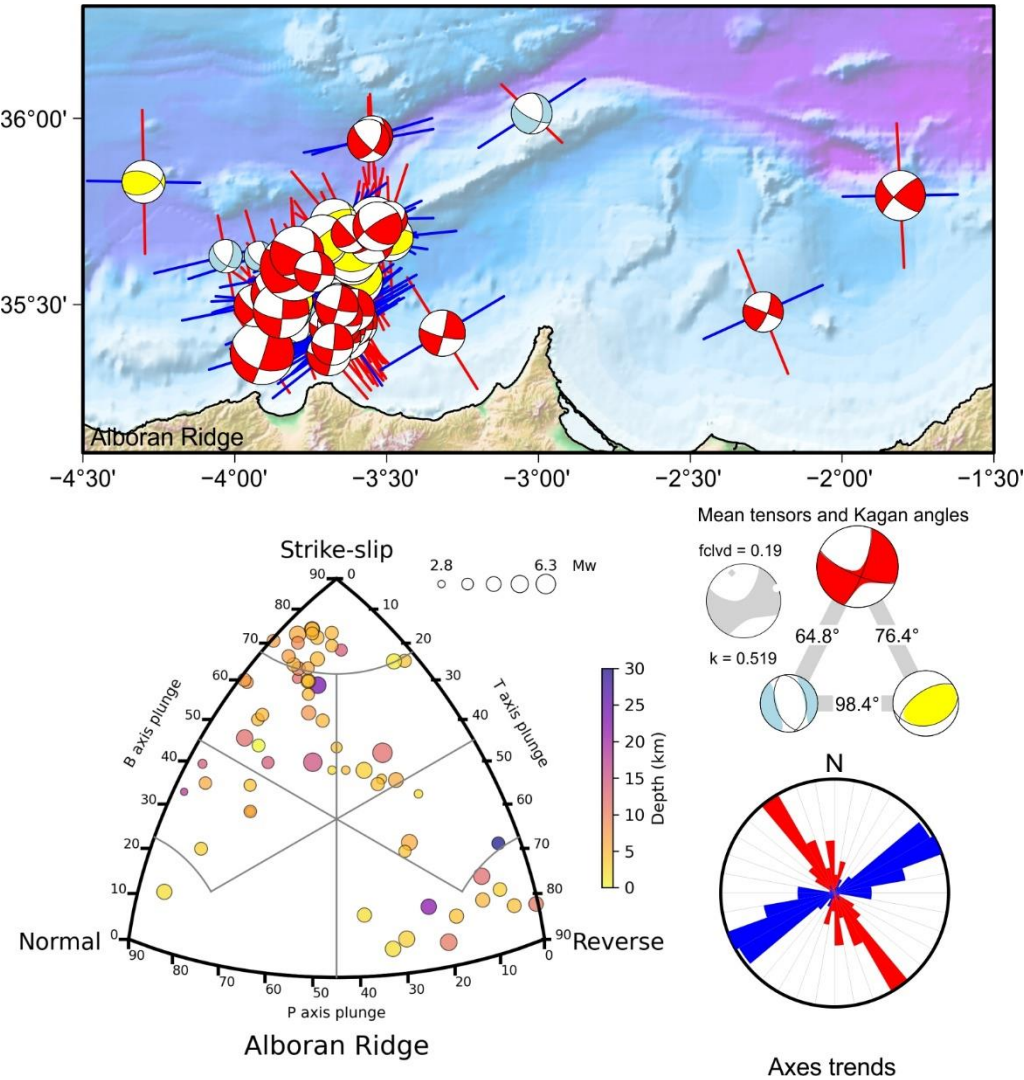 36°00'
35°30'
Alboran Ridge
−4°30' −4°00' −3°30' −3°00' −2°30' −2°00' −1°30'
Mean tensors and Kagan angles
fclvd = 0.19
64.8° 76.4°
k = 0.519
98.4°
Strike-slip
2.8 6.3 Mw
90 0
80 10
70 20
60 30
50 40
40 50
30 60
20 70
10 80
0 90
B axis plunge
T axis plunge
Normal
Reverse
90 80 70 60 50 40 30 20 10 0
P axis plunge
Alboran Ridge
30
25
20
15
10
5
0
Depth (km)
N
Axes trends